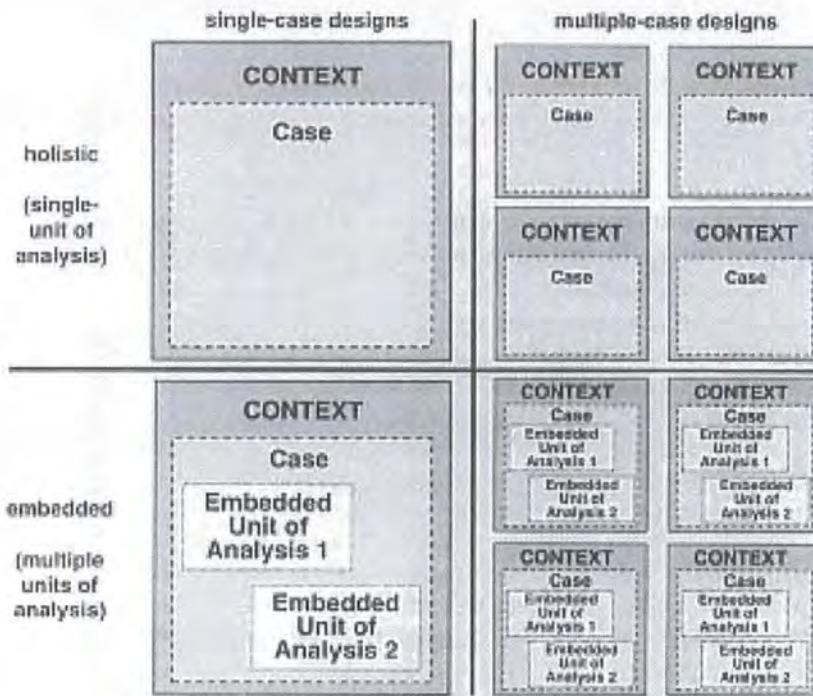 single-case designs
multiple-case designs
CONTEXT
Case
holistic
(single-
unit of
analysis)
CONTEXT
Case
CONTEXT
Case
CONTEXT
Case
CONTEXT
Case
embedded
(multiple
units of
analysis)
CONTEXT
Case
Embedded
Unit of
Analysis 1
Embedded
Unit of
Analysis 2
CONTEXT
Case
Embedded
Unit of
Analysis 1
Embedded
Unit of
Analysis 2
CONTEXT
Case
Embedded
Unit of
Analysis 1
Embedded
Unit of
Analysis 2
CONTEXT
Case
Embedded
Unit of
Analysis 1
Embedded
Unit of
Analysis 2
CONTEXT
Case
Embedded
Unit of
Analysis 1
Embedded
Unit of
Analysis 2